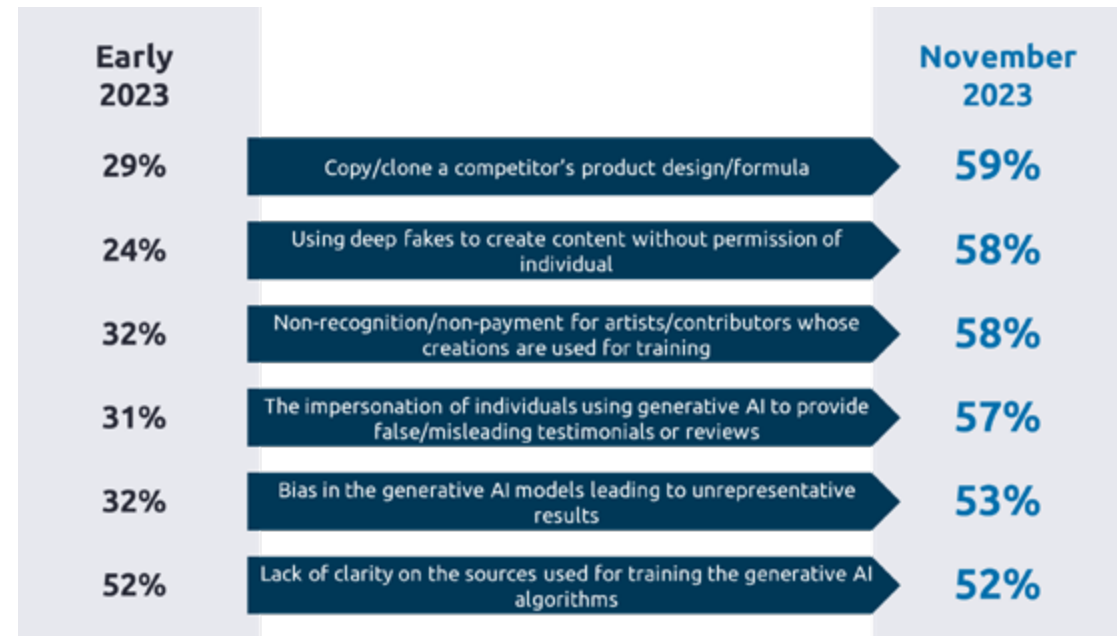 Early
2023
November
2023
29%
Copy/clone a competitor's product design/formula
59%
24%
Using deep fakes to create content without permission of
individual
58%
32%
Non-recognition/non-payment for artists/contributors whose
creations are used for training
58%
31%
The impersonation of individuals using generative AI to provide
false/misleading testimonials or reviews
57%
32%
Bias in the generative AI models leading to unrepresentative
results
53%
52%
Lack of clarity on the sources used for training the generative AI
algorithms
52%